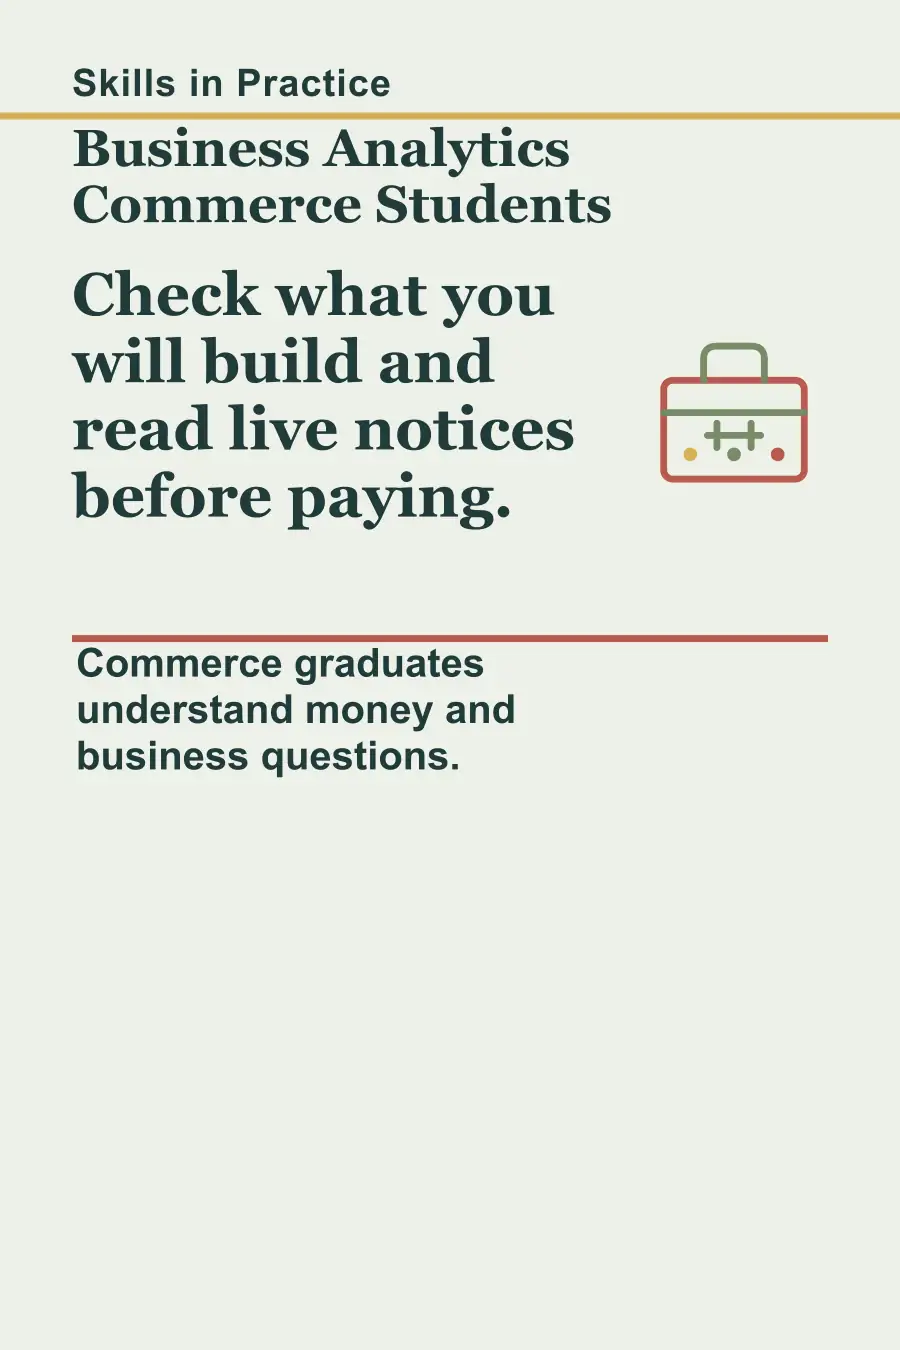 Skills in Practice
Business Analytics
Commerce Students
Check what you
will build and
read live notices
before paying.
Commerce graduates
understand money and
business questions.